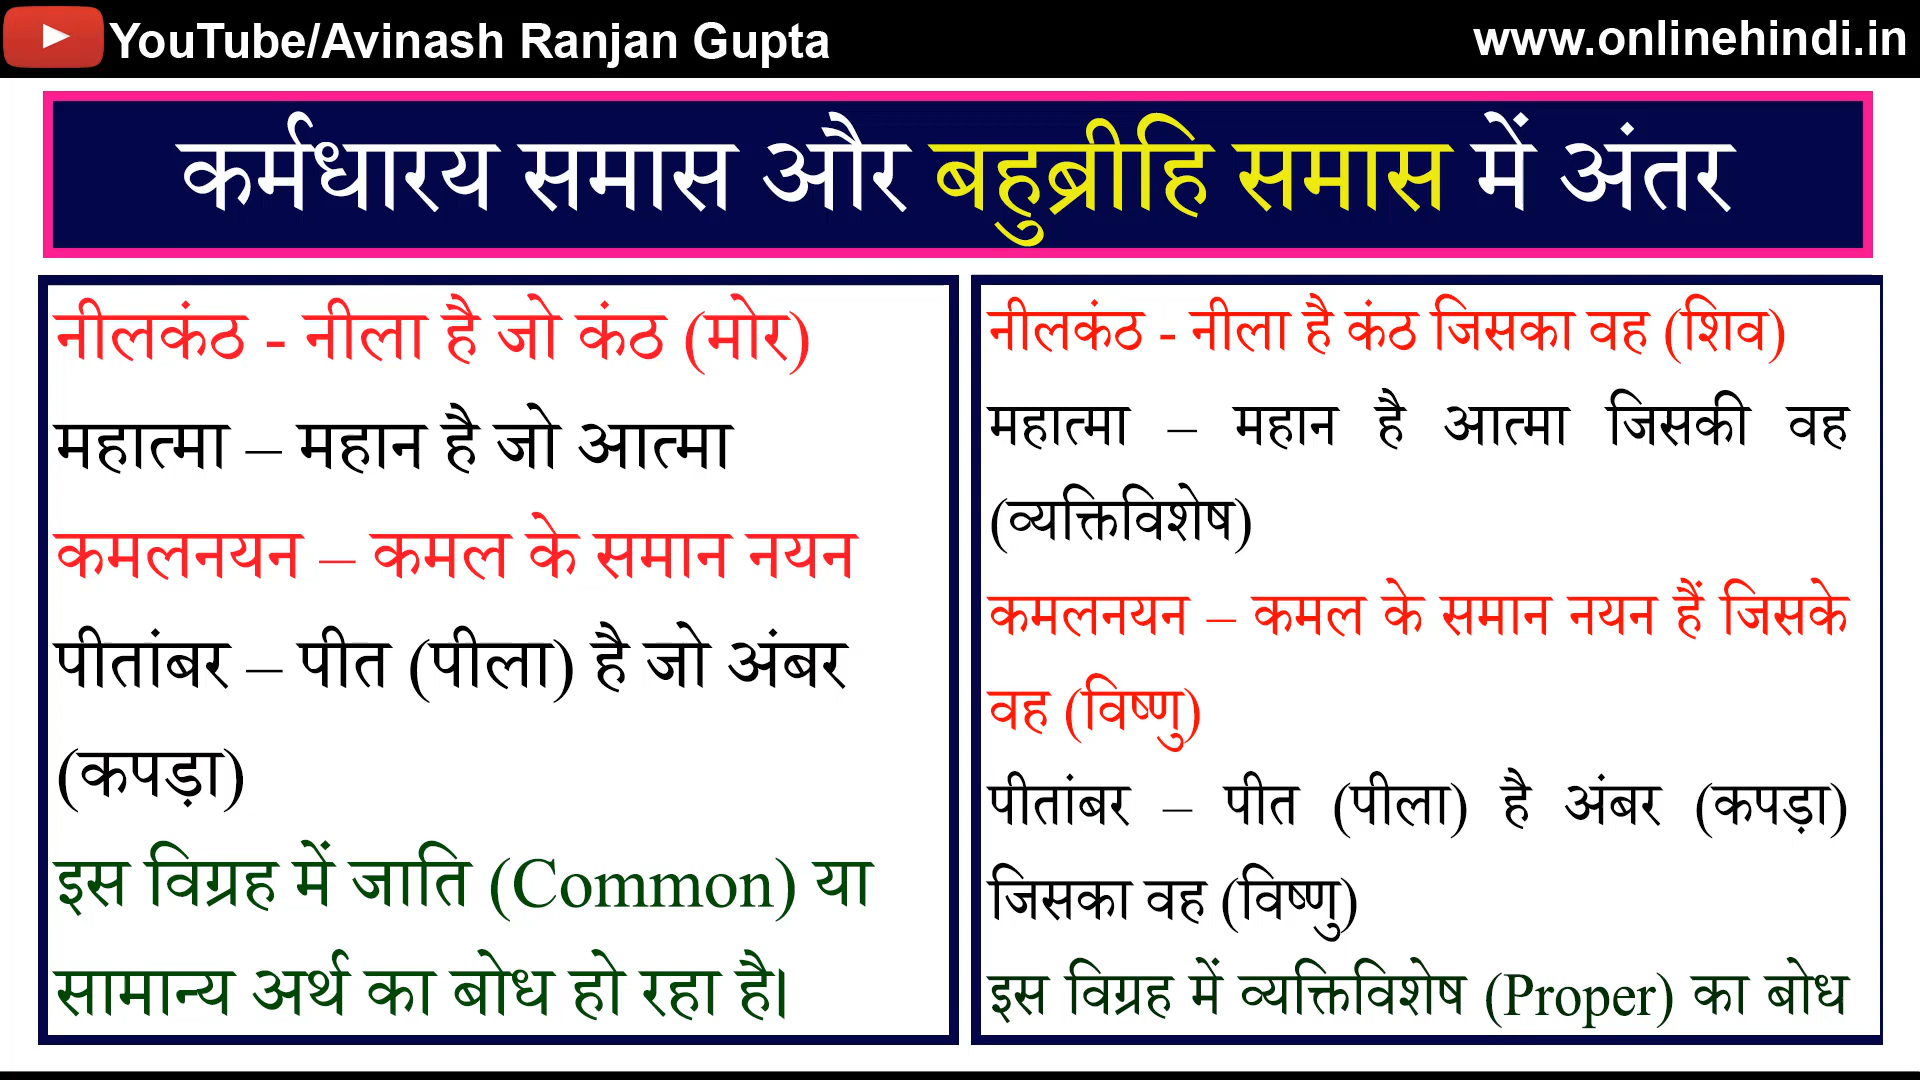 YouTube/Avinash Ranjan Gupta
www.onlinehindi.in
कर्मधारय समास और बहुब्रीहि समास में अंतर
नीलकंठ - नीला है जो कंठ (मोर)
महात्मा – महान है जो आत्मा
कमलनयन – कमल के समान नयन
पीतांबर – पीत (पीला) है जो अंबर
(कपड़ा)
इस विग्रह में जाति (Common) या
सामान्य अर्थ का बोध हो रहा है।
नीलकंठ - नीला है कंठ जिसका वह (शिव)
महात्मा – महान है आत्मा जिसकी वह
(व्यक्तिविशेष)
कमलनयन – कमल के समान नयन हैं जिसके
वह (विष्णु)
पीतांबर – पीत (पीला) है अंबर (कपड़ा)
जिसका वह (विष्णु)
इस विग्रह में व्यक्तिविशेष (Proper) का बोध